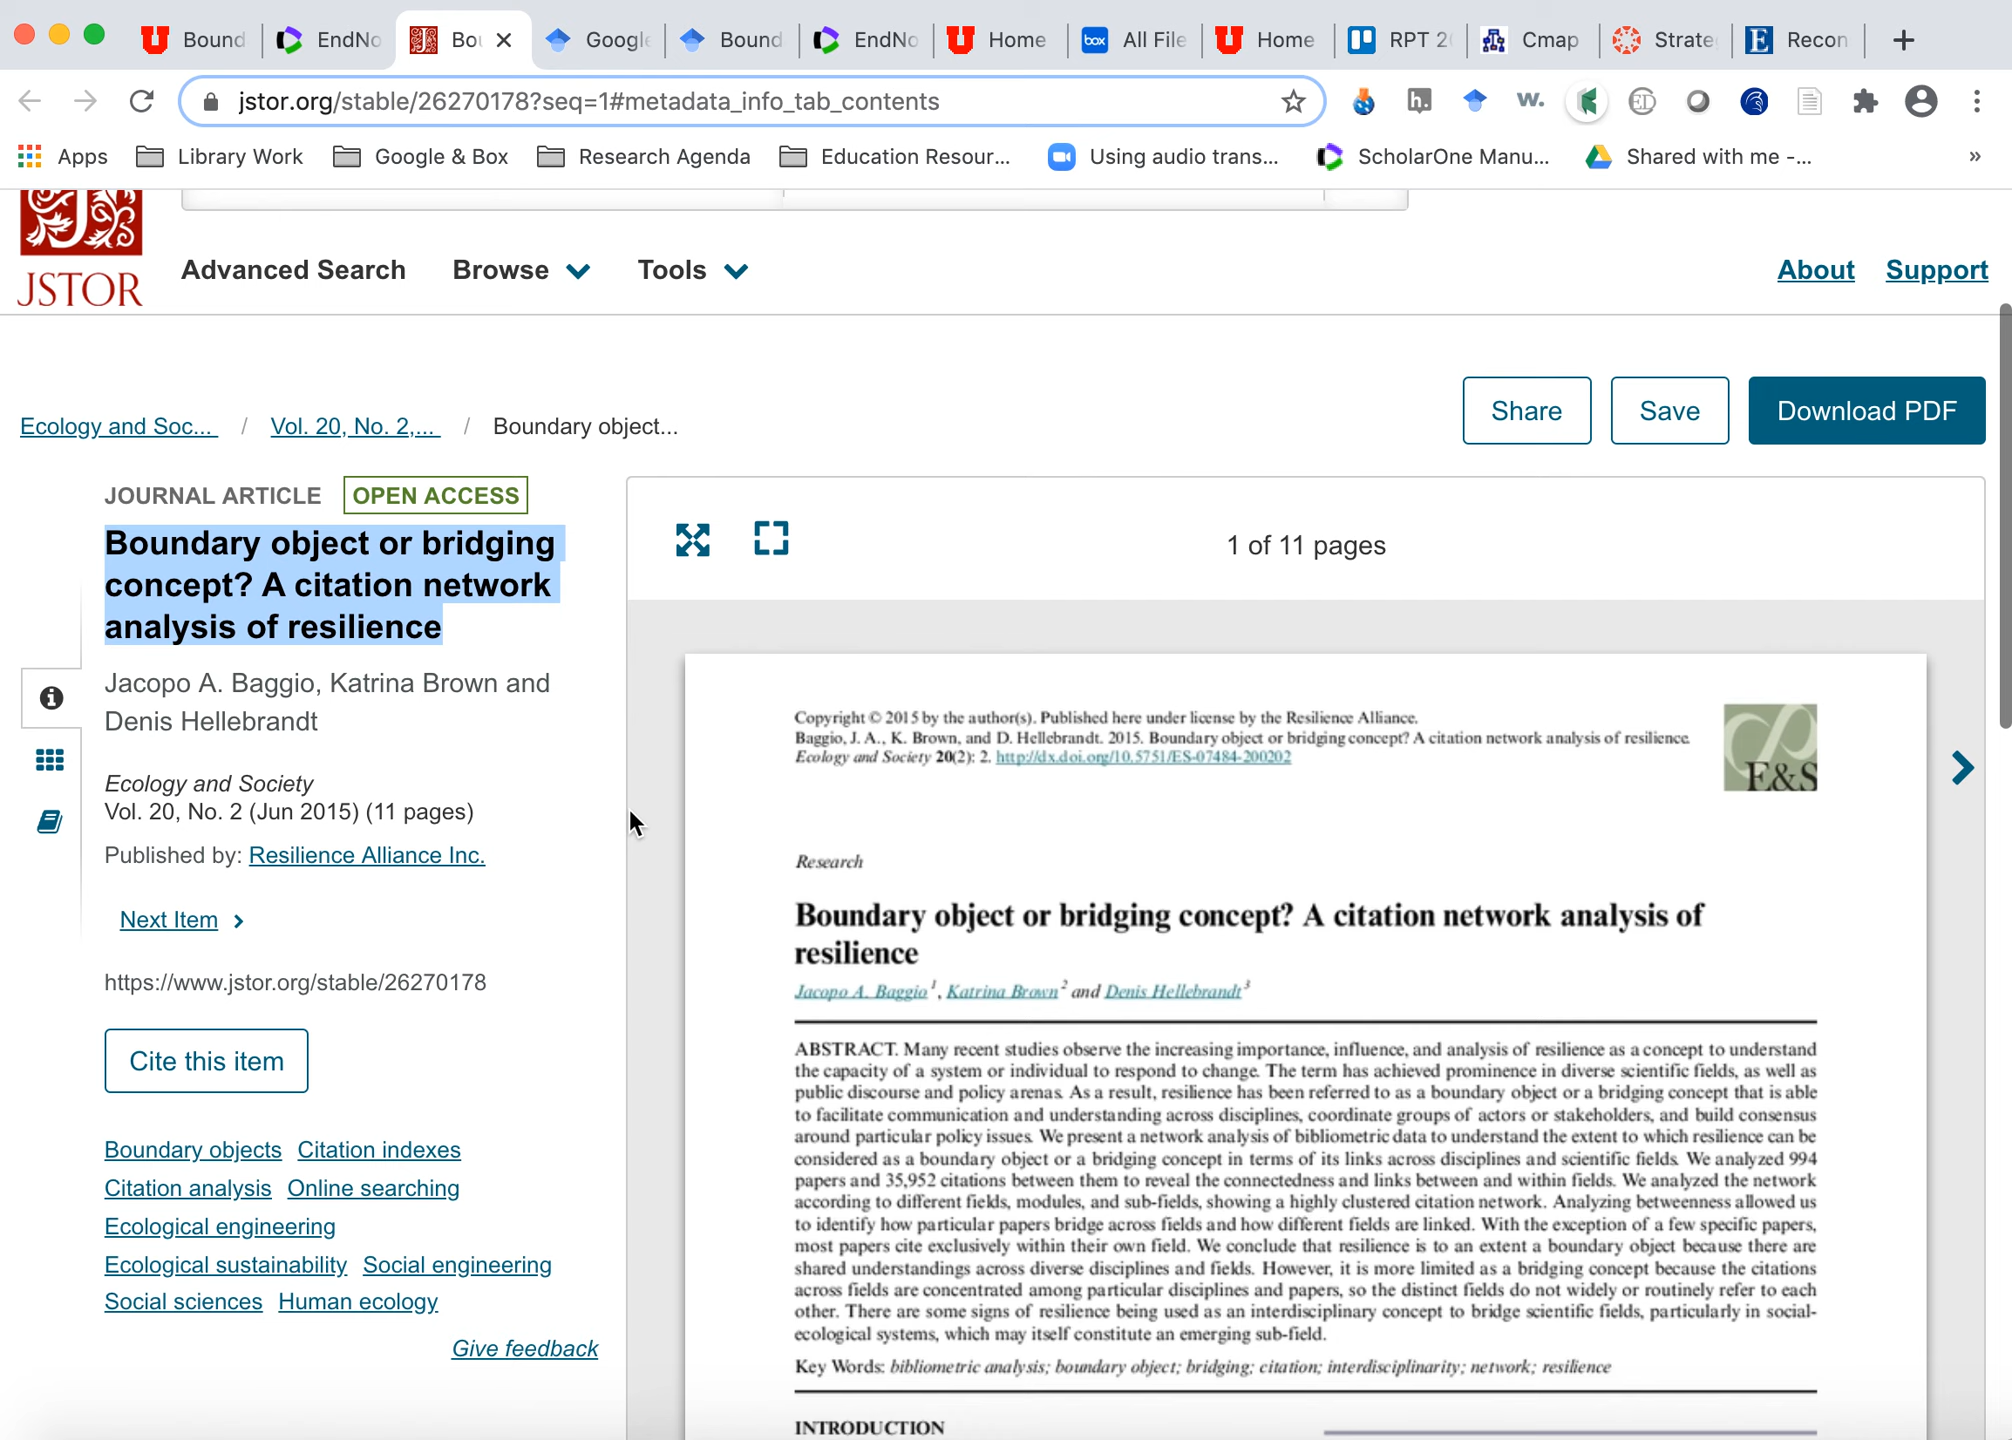 Bound
EndNo
Bou
Google
Bound
EndNo
Home
box
All File
Home
RPT 2
Cmap
Strate
E
Recon
jstor.org/stable/26270178?seq=1#metadata_info_tab_contents
h.
w.
Apps
Library Work
Google & Box
Research Agenda
Education Resour...
Using audio trans...
ScholarOne Manu...
Shared with me -...
»
JSTOR
Advanced Search
Browse
Tools
About
Support
Ecology and Soc... / Vol. 20, No. 2,... / Boundary object...
Share
Save
Download PDF
JOURNAL ARTICLE
OPEN ACCESS
Boundary object or bridging
concept? A citation network
analysis of resilience
Jacopo A. Baggio, Katrina Brown and
Denis Hellebrandt
Ecology and Society
Vol. 20, No. 2 (Jun 2015) (11 pages)
Published by: Resilience Alliance Inc.
Next Item
https://www.jstor.org/stable/26270178
Cite this item
Boundary objects Citation indexes
Citation analysis Online searching
Ecological engineering
Ecological sustainability Social engineering
Social sciences Human ecology
Give feedback
1 of 11 pages
Copyright © 2015 by the author(s). Published here under license by the Resilience Alliance.
Baggio, J. A., K. Brown, and D. Hellebrandt. 2015. Boundary object or bridging concept? A citation network analysis of resilience.
Ecology and Society 20(2): 2. http://dx.doi.org/10.5751/ES-07484-200202
E&S
Research
Boundary object or bridging concept? A citation network analysis of
resilience
Jacopo A. Baggio 1, Katrina Brown 2 and Denis Hellebrandt 3
ABSTRACT. Many recent studies observe the increasing importance, influence, and analysis of resilience as a concept to understand
the capacity of a system or individual to respond to change. The term has achieved prominence in diverse scientific fields, as well as
public discourse and policy arenas. As a result, resilience has been referred to as a boundary object or a bridging concept that is able
to facilitate communication and understanding across disciplines, coordinate groups of actors or stakeholders, and build consensus
around particular policy issues. We present a network analysis of bibliometric data to understand the extent to which resilience can be
considered as a boundary object or a bridging concept in terms of its links across disciplines and scientific fields. We analyzed 994
papers and 35,952 citations between them to reveal the connectedness and links between and within fields. We analyzed the network
according to different fields, modules, and sub-fields, showing a highly clustered citation network. Analyzing betweenness allowed us
to identify how particular papers bridge across fields and how different fields are linked. With the exception of a few specific papers,
most papers cite exclusively within their own field. We conclude that resilience is to an extent a boundary object because there are
shared understandings across diverse disciplines and fields. However, it is more limited as a bridging concept because the citations
across fields are concentrated among particular disciplines and papers, so the distinct fields do not widely or routinely refer to each
other. There are some signs of resilience being used as an interdisciplinary concept to bridge scientific fields, particularly in social-
ecological systems, which may itself constitute an emerging sub-field.
Key Words: bibliometric analysis; boundary object; bridging; citation; interdisciplinarity; network; resilience
INTRODUCTION